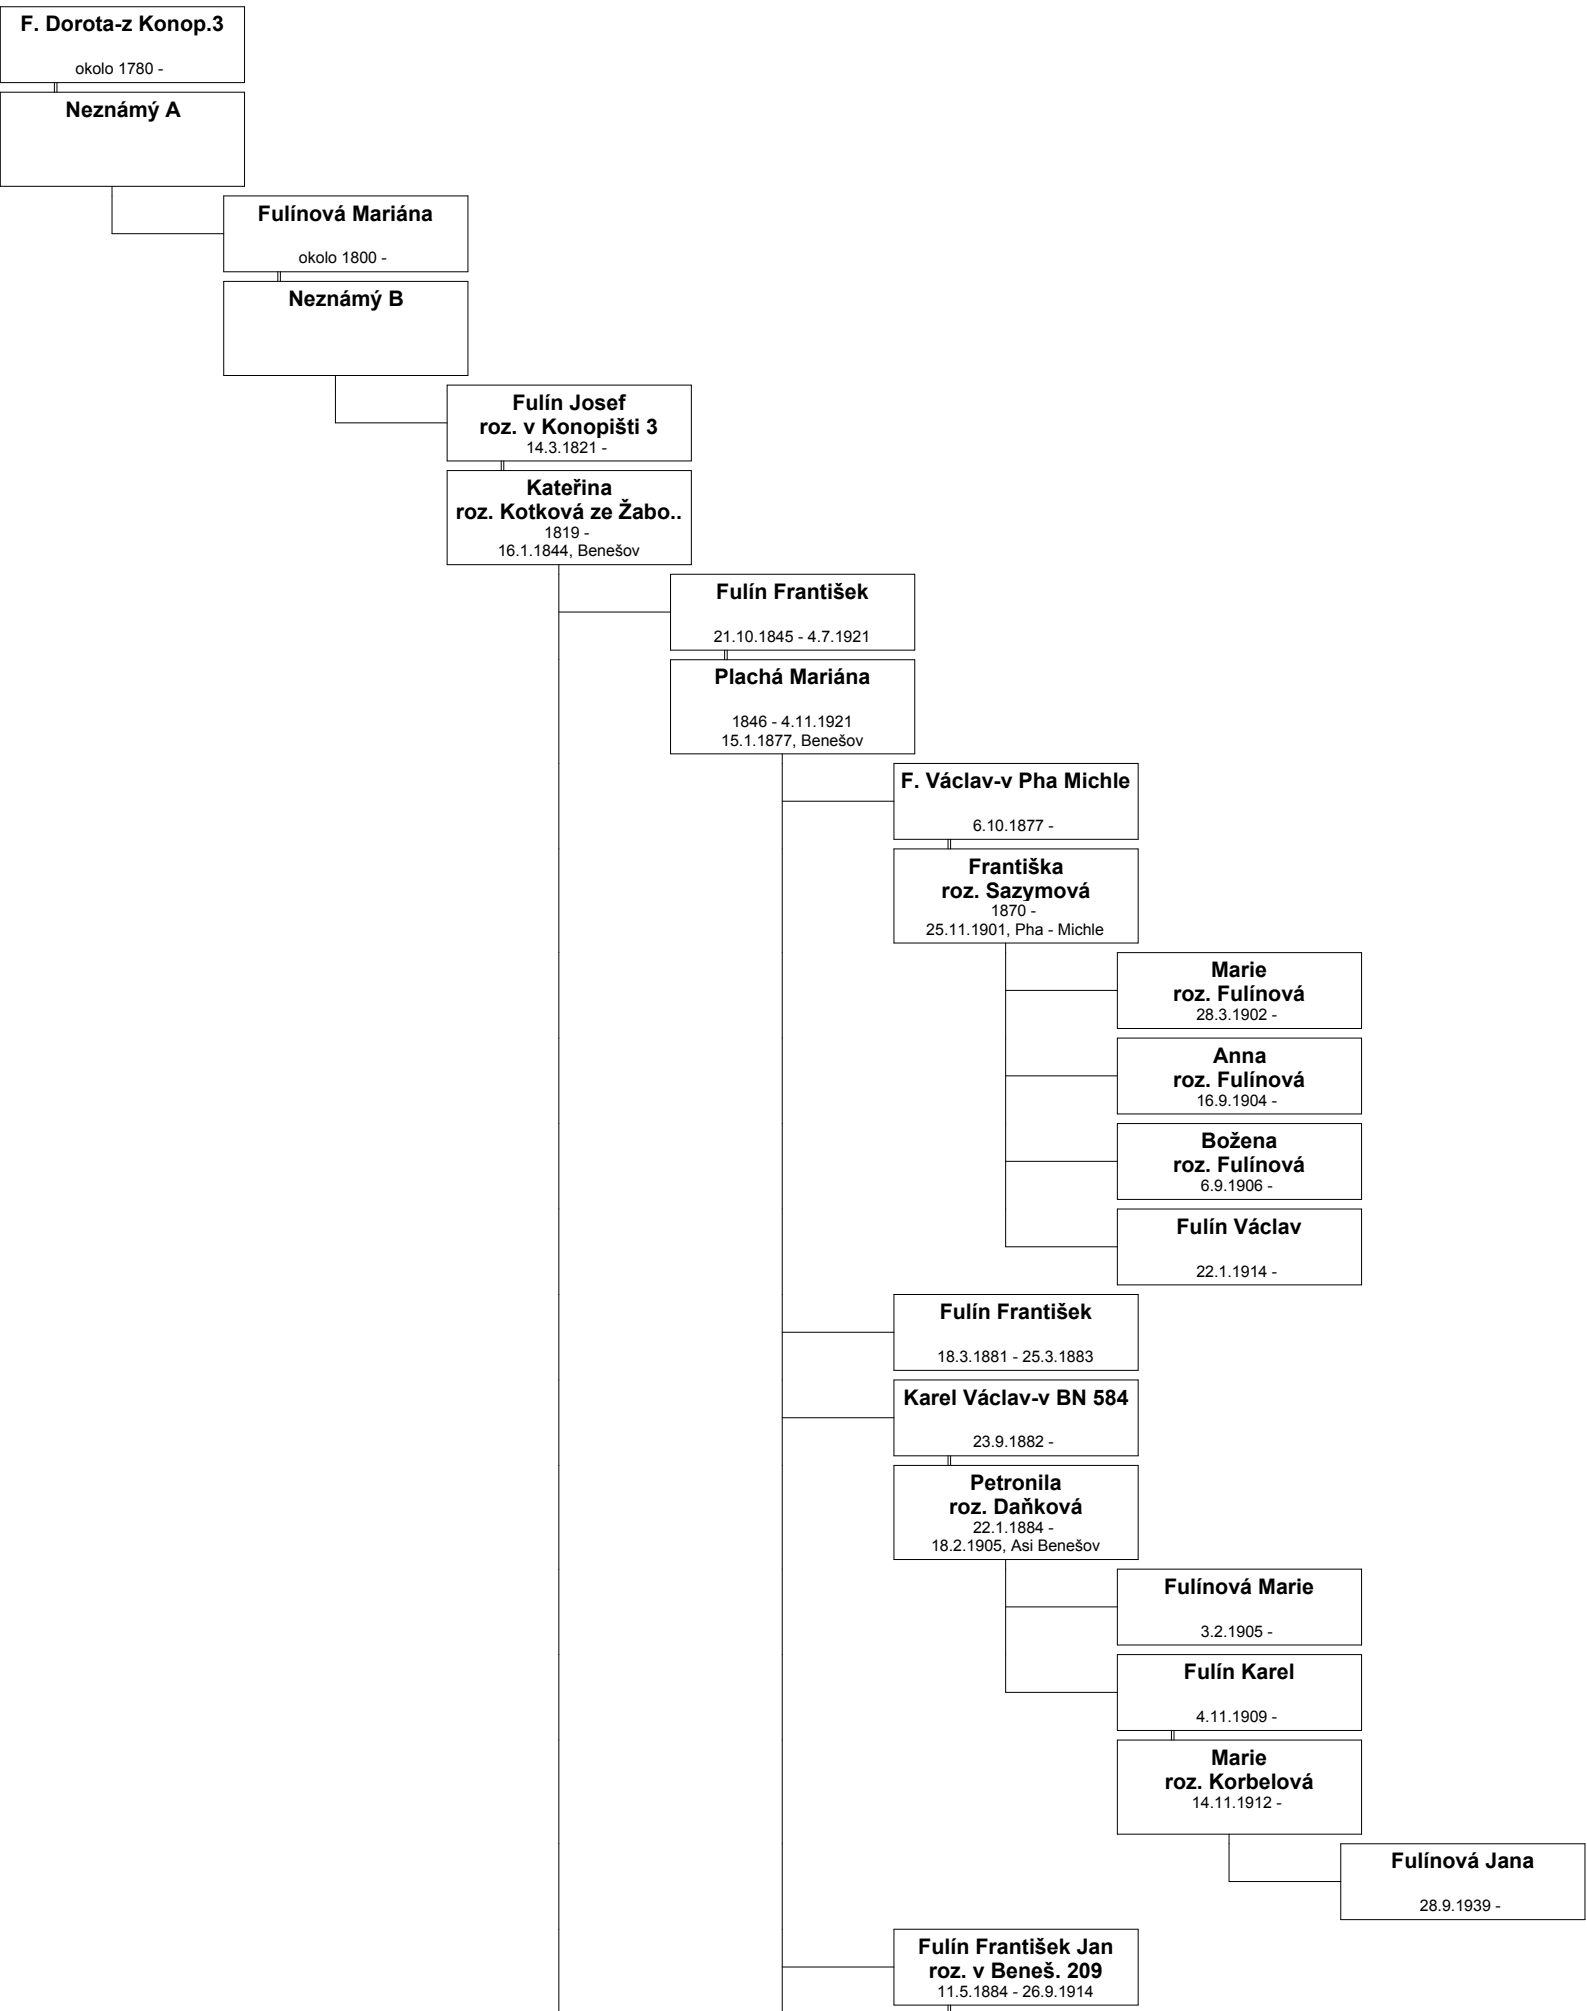 F. Dorota-z Konop.3
okolo 1780 -
Neznámý A
Fulínová Mariána
okolo 1800 -
Neznámý B
Fulín Josef
roz. v Konopišti 3
14.3.1821 -
Kateřina
roz. Kotková ze Žabo..
1819 -
16.1.1844, Benešov
Fulín František
21.10.1845 - 4.7.1921
Plachá Mariána
1846 - 4.11.1921
15.1.1877, Benešov
F. Václav-v Pha Michle
6.10.1877 -
Františka
roz. Sazymová
1870 -
25.11.1901, Pha - Michle
Marie
roz. Fulínová
28.3.1902 -
Anna
roz. Fulínová
16.9.1904 -
Božena
roz. Fulínová
6.9.1906 -
Fulín Václav
22.1.1914 -
Fulín František
18.3.1881 - 25.3.1883
Karel Václav-v BN 584
23.9.1882 -
Petronila
roz. Daňková
22.1.1884 -
18.2.1905, Asi Benešov
Fulínová Marie
3.2.1905 -
Fulín Karel
4.11.1909 -
Marie
roz. Korbelová
14.11.1912 -
Fulínová Jana
28.9.1939 -
Fulín František Jan
roz. v Beneš. 209
11.5.1884 - 26.9.1914